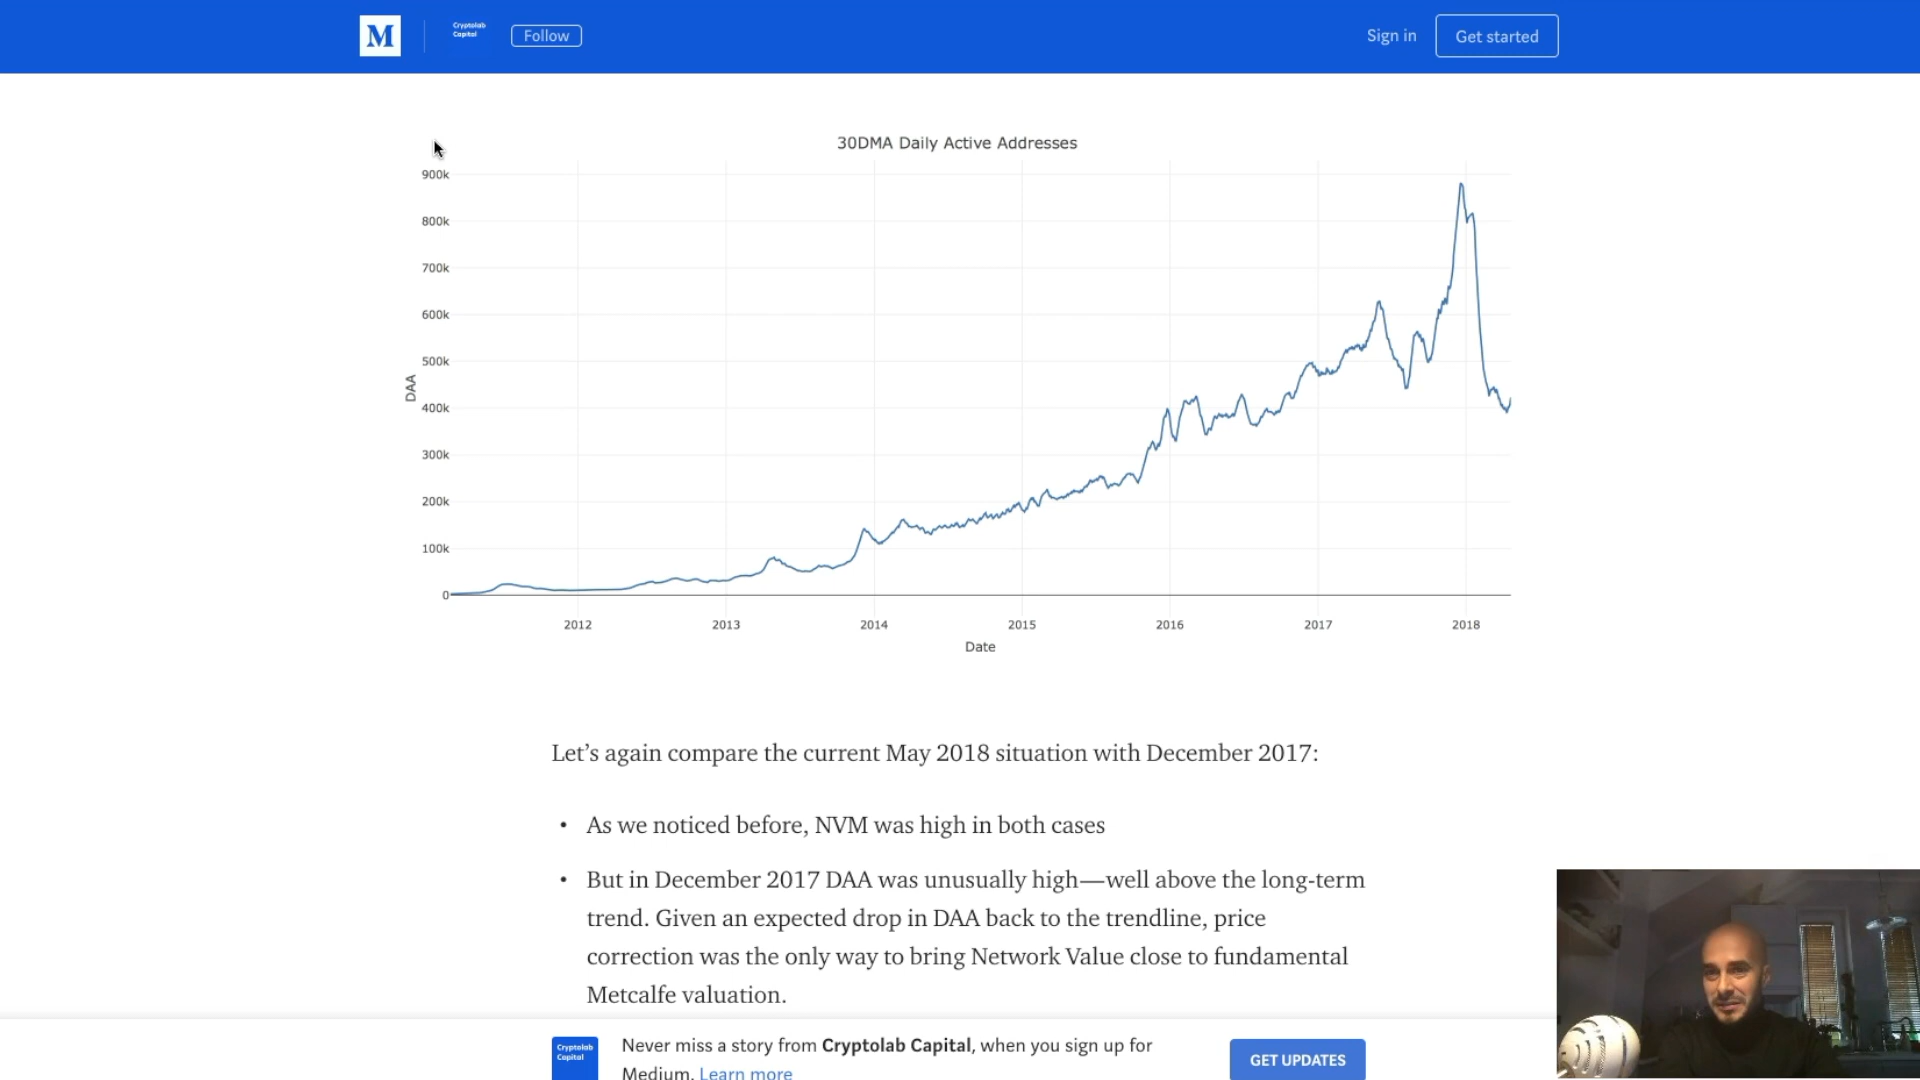 M
Cryptolab
Capital
Follow
Sign in
Get started
30DMA Daily Active Addresses
900k
800k
700k
600k
500k
400k
300k
200k
100k
0
DAA
2012 2013 2014 2015 2016 2017 2018
Date
Let’s again compare the current May 2018 situation with December 2017:
• As we noticed before, NVM was high in both cases
• But in December 2017 DAA was unusually high—well above the long-term
trend. Given an expected drop in DAA back to the trendline, price
correction was the only way to bring Network Value close to fundamental
Metcalfe valuation.
Cryptolab
Capital
Never miss a story from Cryptolab Capital, when you sign up for
Medium. Learn more
GET UPDATES